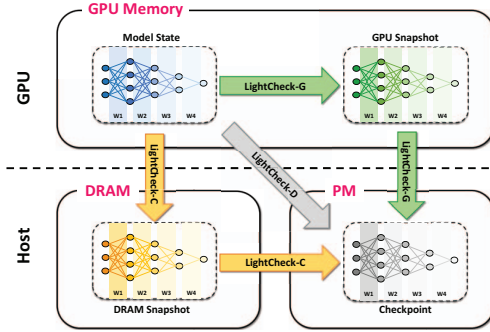 GPU Memory
Model State
GPU Snapshot
GPU
LightCheck-G
W1 W2 W3 W4
W1 W2 W3 W4
LightCheck-C
LightCheck-D
LightCheck-G
DRAM
PM
Host
LightCheck-C
W1 W2 W3 W4
W1 W2 W3 W4
DRAM Snapshot
Checkpoint